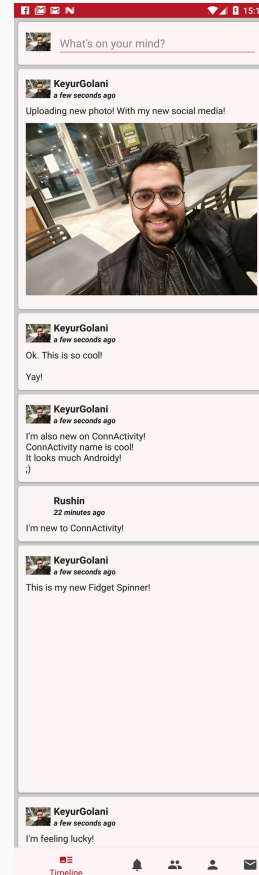 What's on your mind?
KeyurGolani
a few seconds ago
Uploading new photo! With my new social media!
KeyurGolani
a few seconds ago
Ok. This is so cool!
Yay!
KeyurGolani
a few seconds ago
I'm also new on ConnActivity!
ConnActivity name is cool!
It looks much Androidy!
;)
Rushin
22 minutes ago
I'm new to ConnActivity!
KeyurGolani
a few seconds ago
This is my new Fidget Spinner!
KeyurGolani
a few seconds ago
I'm feeling lucky!
Timeline